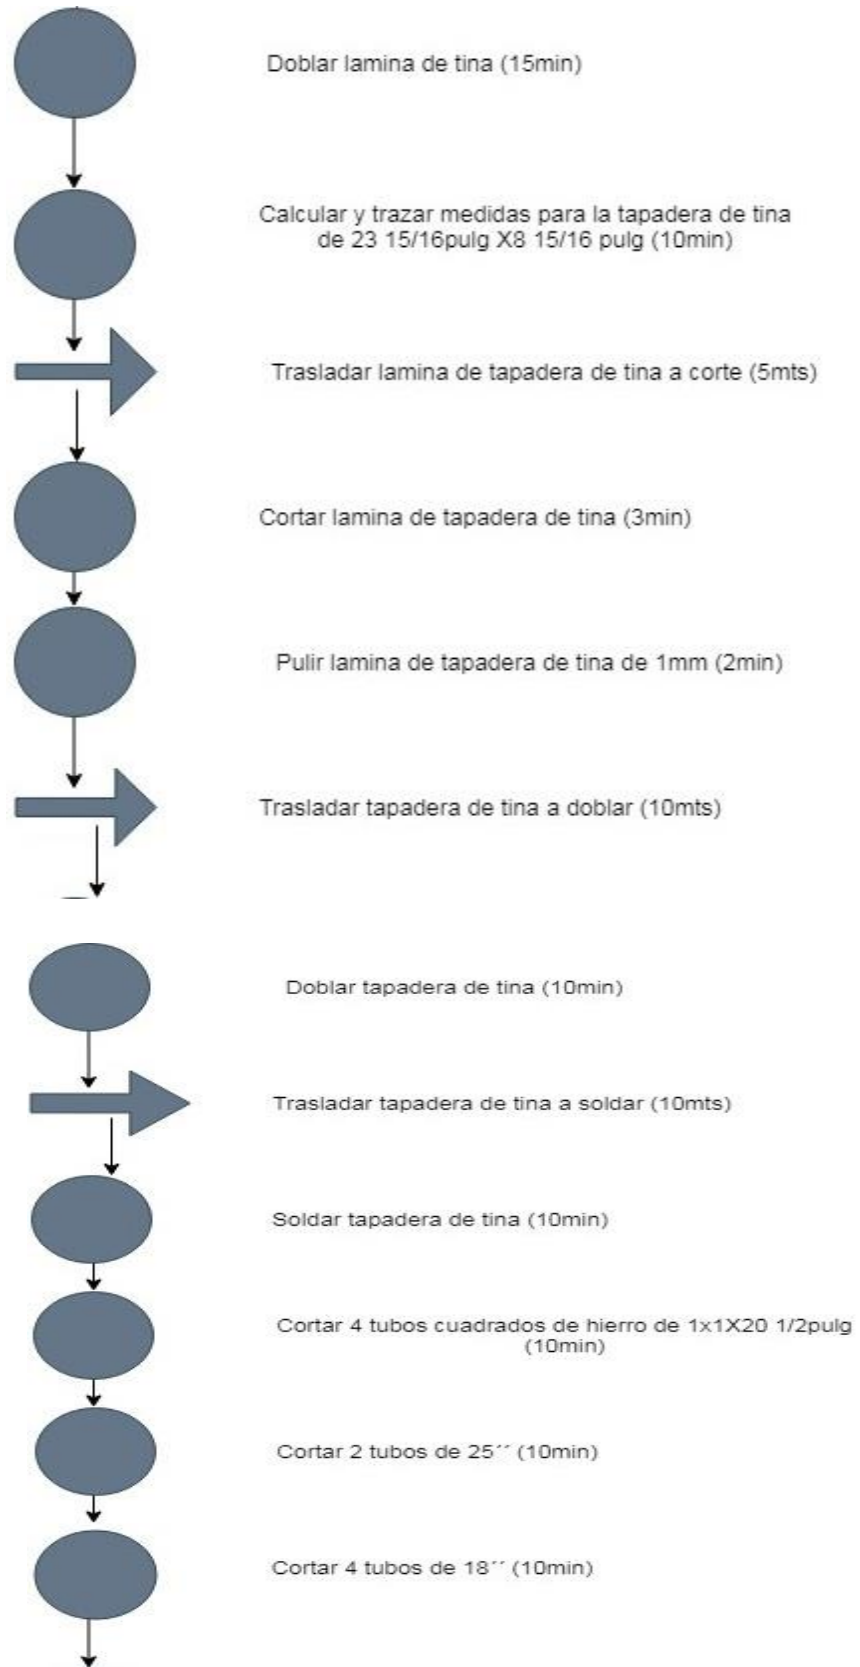 Doblar lamina de tina (15min)
Calcular y trazar medidas para la tapadera de tina
de 23 15/16pulg X8 15/16 pulg (10min)
Trasladar lamina de tapadera de tina a corte (5mts)
Cortar lamina de tapadera de tina (3min)
Pulir lamina de tapadera de tina de 1mm (2min)
Trasladar tapadera de tina a doblar (10mts)
Doblar tapadera de tina (10min)
Trasladar tapadera de tina a soldar (10mts)
Soldar tapadera de tina (10min)
Cortar 4 tubos cuadrados de hierro de 1x1X20 1/2pulg
(10min)
Cortar 2 tubos de 25´´ (10min)
Cortar 4 tubos de 18´´ (10min)